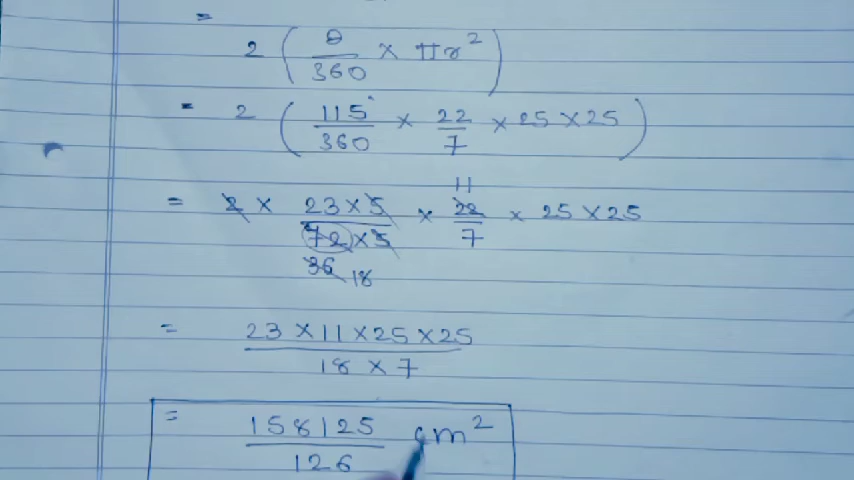 =
2 ( θ/360 × πr² )
= 2 ( 115°/360 × 22/7 × 25 × 25 )
11
= 2 × 23 × 5/72 × 5 × 22/7 × 25 × 25
36 18
= 23 × 11 × 25 × 25/18 × 7
= 158125/126 cm²